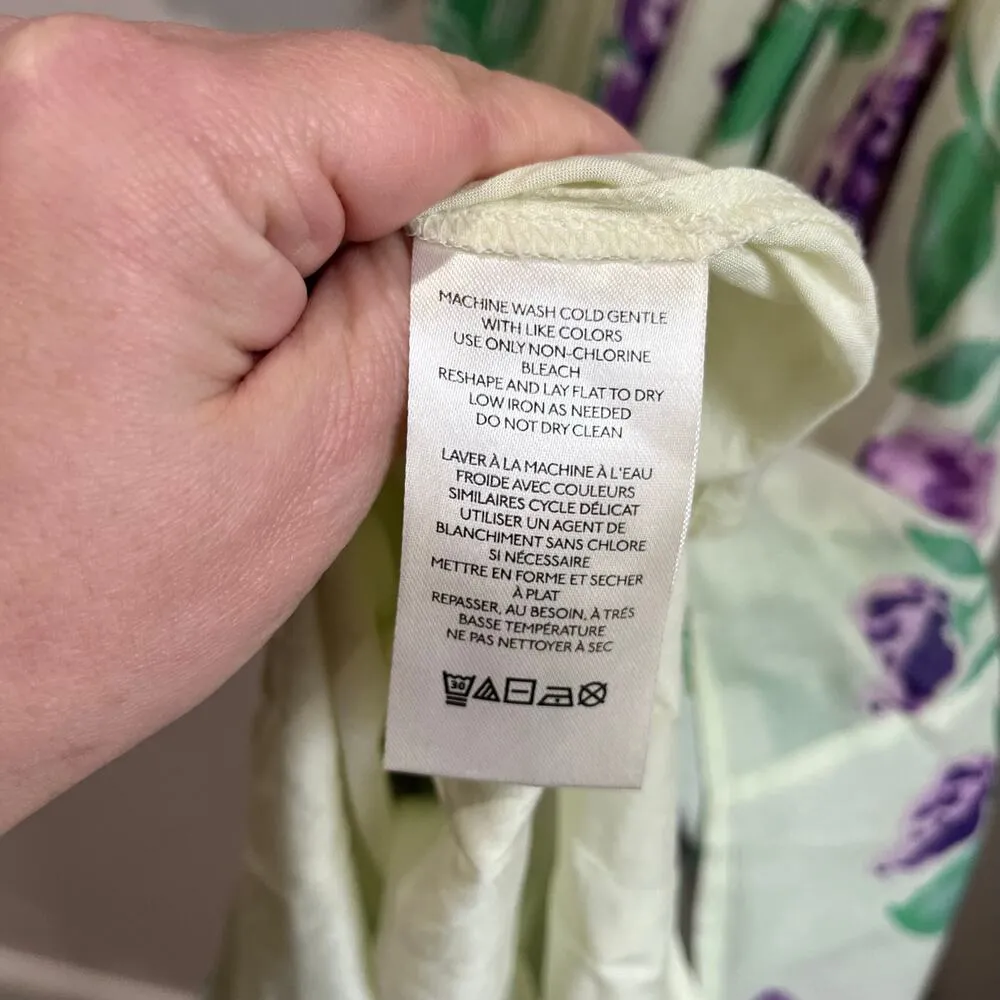 MACHINE WASH COLD GENTLE
WITH LIKE COLORS
USE ONLY NON-CHLORINE
BLEACH
RESHAPE AND LAY FLAT TO DRY
LOW IRON AS NEEDED
DO NOT DRY CLEAN
LAVER À LA MACHINE À L'EAU
FROIDE AVEC COULEURS
SIMILAIRES CYCLE DÉLICAT
UTILISER UN AGENT DE
BLANCHIMENT SANS CHLORE
SI NÉCESSAIRE
METTRE EN FORME ET SECHER
À PLAT
REPASSER, AU BESOIN, À TRÉS
BASSE TEMPÉRATURE
NE PAS NETTOYER À SEC
30